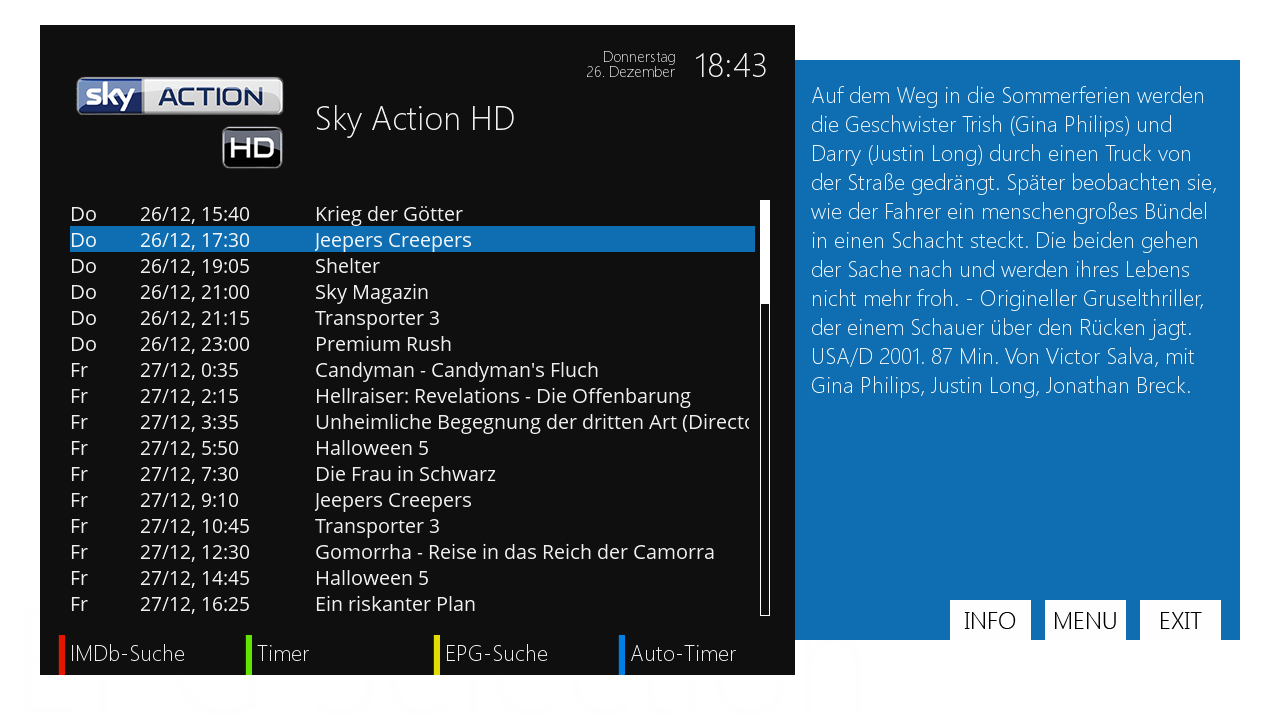 Donnerstag
26. Dezember
18:43
sky ACTION
HD
Sky Action HD
Do 26/12, 15:40 Krieg der Götter
Do 26/12, 17:30 Jeepers Creepers
Do 26/12, 19:05 Shelter
Do 26/12, 21:00 Sky Magazin
Do 26/12, 21:15 Transporter 3
Do 26/12, 23:00 Premium Rush
Fr 27/12, 0:35 Candyman - Candyman's Fluch
Fr 27/12, 2:15 Hellraiser: Revelations - Die Offenbarung
Fr 27/12, 3:35 Unheimliche Begegnung der dritten Art (Directo
Fr 27/12, 5:50 Halloween 5
Fr 27/12, 7:30 Die Frau in Schwarz
Fr 27/12, 9:10 Jeepers Creepers
Fr 27/12, 10:45 Transporter 3
Fr 27/12, 12:30 Gomorrha - Reise in das Reich der Camorra
Fr 27/12, 14:45 Halloween 5
Fr 27/12, 16:25 Ein riskanter Plan
IMDb-Suche Timer EPG-Suche Auto-Timer
Auf dem Weg in die Sommerferien werden
die Geschwister Trish (Gina Philips) und
Darry (Justin Long) durch einen Truck von
der Straße gedrängt. Später beobachten sie,
wie der Fahrer ein menschengroßes Bündel
in einen Schacht steckt. Die beiden gehen
der Sache nach und werden ihres Lebens
nicht mehr froh. - Origineller Gruselthriller,
der einem Schauer über den Rücken jagt.
USA/D 2001. 87 Min. Von Victor Salva, mit
Gina Philips, Justin Long, Jonathan Breck.
INFO MENU EXIT